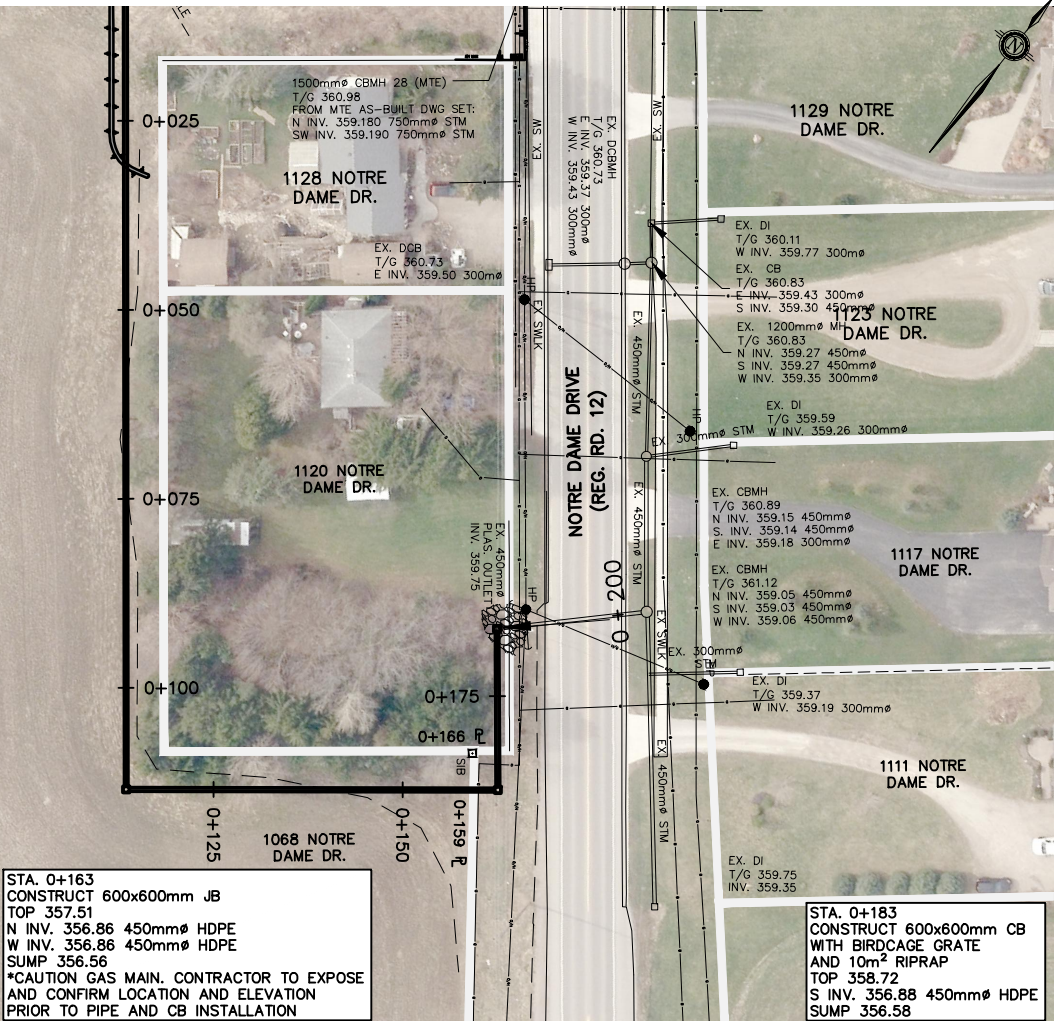 1500mmø CBMH 28 (MTE)
T/G 360.98
FROM MTE AS-BUILT DWG SET:
N INV. 359.180 750mmø STM
SW INV. 359.190 750mmø STM
0+025
1128 NOTRE
DAME DR.
EX. DCB
T/G 360.73
E INV. 359.50 300mø
EX. SW
EX. DCBMH
T/G 360.73
E INV. 359.37 300mø
W INV. 359.43 300mmø
EX. SW
N
1129 NOTRE
DAME DR.
EX. DI
T/G 360.11
W INV. 359.77 300mø
EX. CB
T/G 360.83
E INV. 359.43 300mø
S INV. 359.30 450mmø
1123 NOTRE
DAME DR.
EX. 1200mmø MH
T/G 360.83
N INV. 359.27 450mø
S INV. 359.27 450mmø
W INV. 359.35 300mmø
0+050
HP
EX SWLK
EX. 450mmø STM
NOTRE DAME DRIVE
(REG. RD. 12)
HP
EX. DI
T/G 359.59
W INV. 359.26 300mmø
EX 300mmø STM
1120 NOTRE
DAME DR.
0+075
EX. 450mmø STM
EX. CBMH
T/G 360.89
N INV. 359.15 450mmø
S. INV. 359.14 450mmø
E INV. 359.18 300mmø
EX. 450mmø
PLAS. OUTLET
INV. 359.75
HP
0+200
1117 NOTRE
DAME DR.
EX. CBMH
T/G 361.12
N INV. 359.05 450mmø
S INV. 359.03 450mmø
W INV. 359.06 450mmø
EX SWLK
EX. 300mmø
STM
EX. DI
T/G 359.37
W INV. 359.19 300mmø
0+100
0+175
0+166 PL
SIB
EX. 450mmø STM
1111 NOTRE
DAME DR.
0+125
0+150
0+159 PL
1068 NOTRE
DAME DR.
EX. DI
T/G 359.75
INV. 359.35
STA. 0+163
CONSTRUCT 600x600mm JB
TOP 357.51
N INV. 356.86 450mmø HDPE
W INV. 356.86 450mmø HDPE
SUMP 356.56
*CAUTION GAS MAIN. CONTRACTOR TO EXPOSE
AND CONFIRM LOCATION AND ELEVATION
PRIOR TO PIPE AND CB INSTALLATION
STA. 0+183
CONSTRUCT 600x600mm CB
WITH BIRDCAGE GRATE
AND 10m² RIPRAP
TOP 358.72
S INV. 356.88 450mmø HDPE
SUMP 356.58